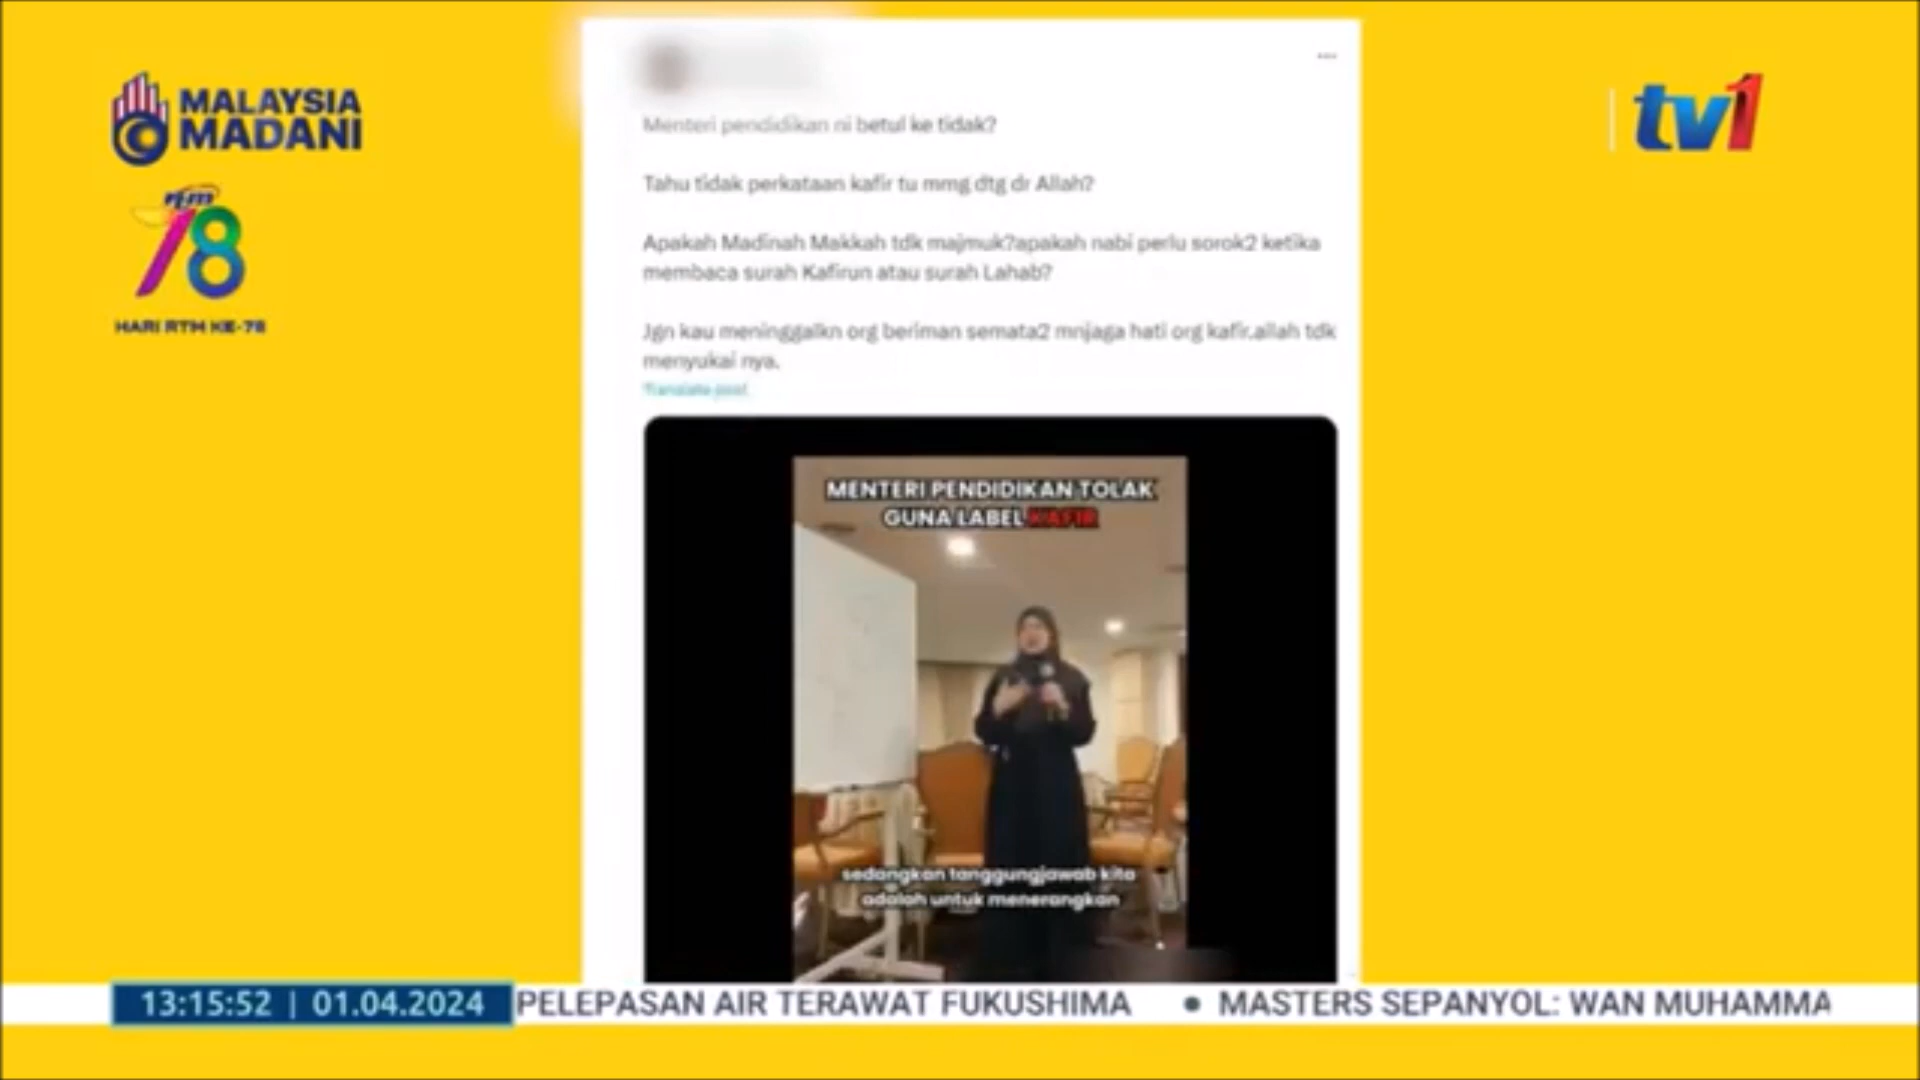 MALAYSIA
MADANI
rtm
78
HARI RTM KE-78
tv1
Menteri pendidikan ni betul ke tidak?
Tahu tidak perkataan kafir tu mmg dtg dr Allah?
Apakah Madinah Makkah tdk majmuk?apakah nabi perlu sorok2 ketika
membaca surah Kafirun atau surah Lahab?
Jgn kau meninggalkn org beriman semata2 mnjaga hati org kafir.allah tdk
menyukai nya.
Translate post
MENTERI PENDIDIKAN TOLAK
GUNA LABEL KAFIR
sedangkan tanggungjawab kita
adalah untuk menerangkan
13:15:52 | 01.04.2024 PELEPASAN AIR TERAWAT FUKUSHIMA • MASTERS SEPANYOL: WAN MUHAMMA